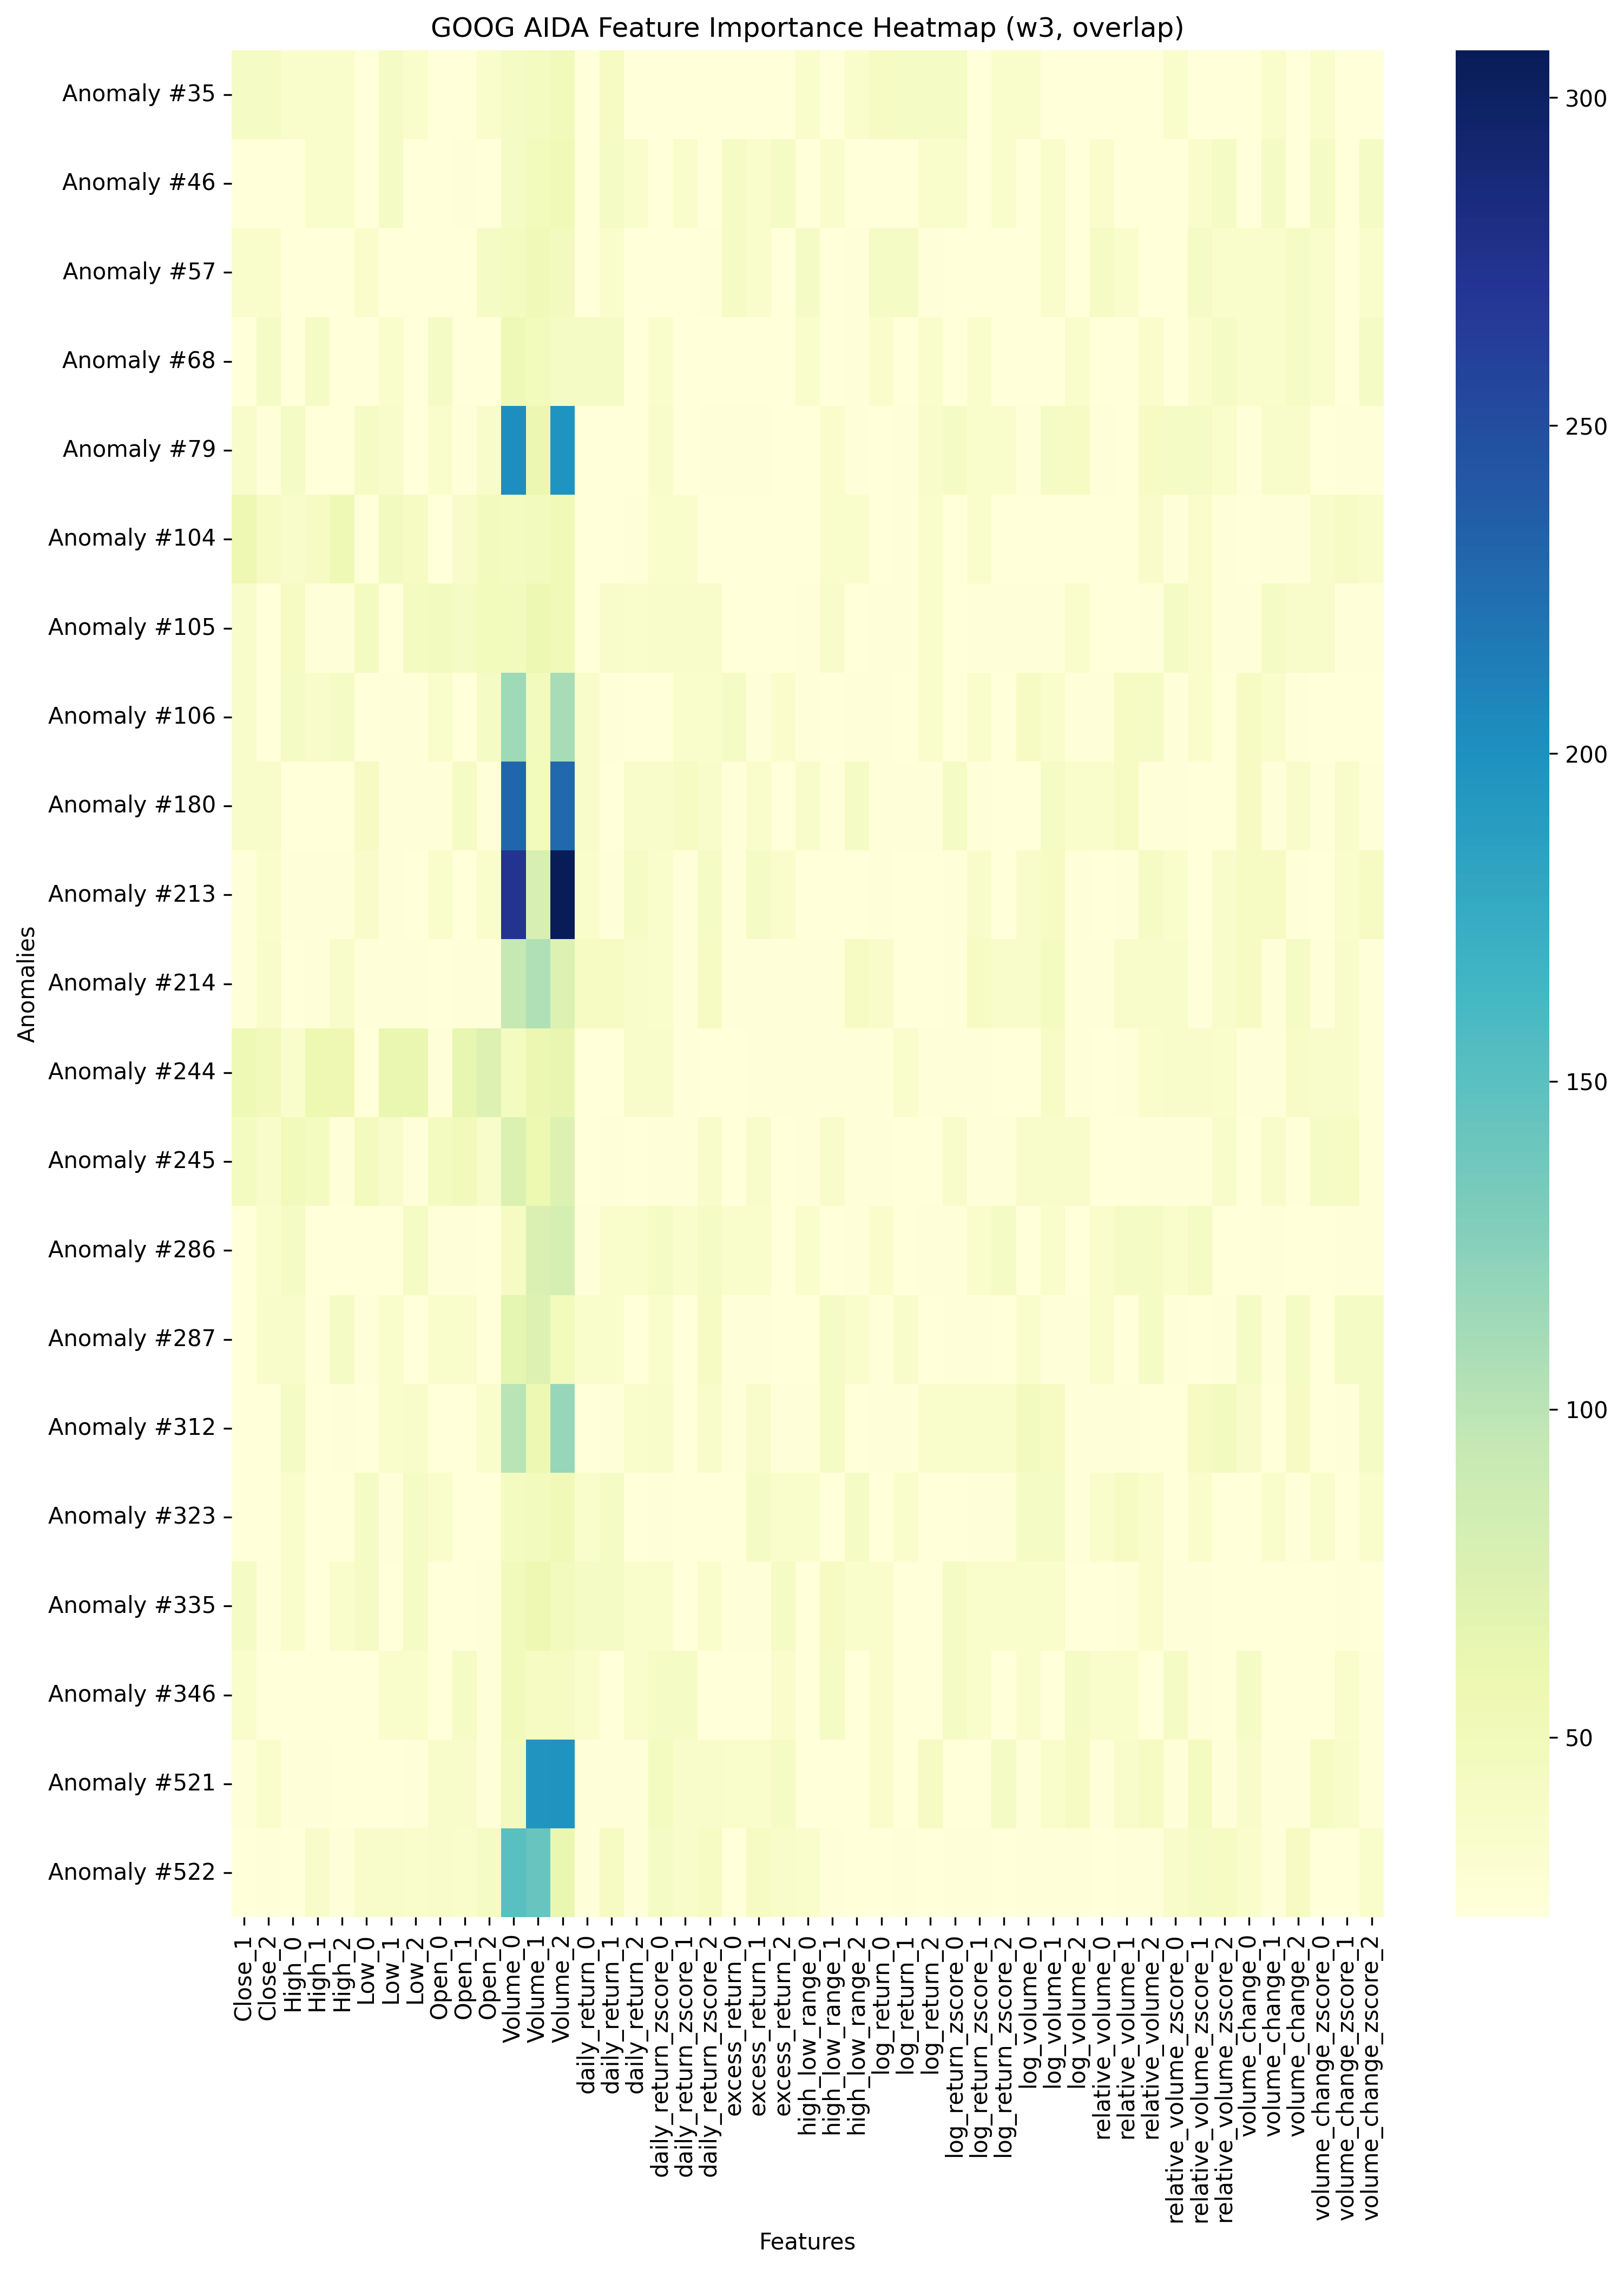 GOOG AIDA Feature Importance Heatmap (w3, overlap)
Anomalies
Anomaly #35
Anomaly #46
Anomaly #57
Anomaly #68
Anomaly #79
Anomaly #104
Anomaly #105
Anomaly #106
Anomaly #180
Anomaly #213
Anomaly #214
Anomaly #244
Anomaly #245
Anomaly #286
Anomaly #287
Anomaly #312
Anomaly #323
Anomaly #335
Anomaly #346
Anomaly #521
Anomaly #522
300
250
200
150
100
50
Close_1
Close_2
High_0
High_1
High_2
Low_0
Low_1
Low_2
Open_0
Open_1
Open_2
Volume_0
Volume_1
Volume_2
daily_return_0
daily_return_1
daily_return_2
daily_return_zscore_0
daily_return_zscore_1
daily_return_zscore_2
excess_return_0
excess_return_1
excess_return_2
high_low_range_0
high_low_range_1
high_low_range_2
log_return_0
log_return_1
log_return_2
log_return_zscore_0
log_return_zscore_1
log_return_zscore_2
log_volume_0
log_volume_1
log_volume_2
relative_volume_0
relative_volume_1
relative_volume_2
relative_volume_zscore_0
relative_volume_zscore_1
relative_volume_zscore_2
volume_change_0
volume_change_1
volume_change_2
volume_change_zscore_0
volume_change_zscore_1
volume_change_zscore_2
Features